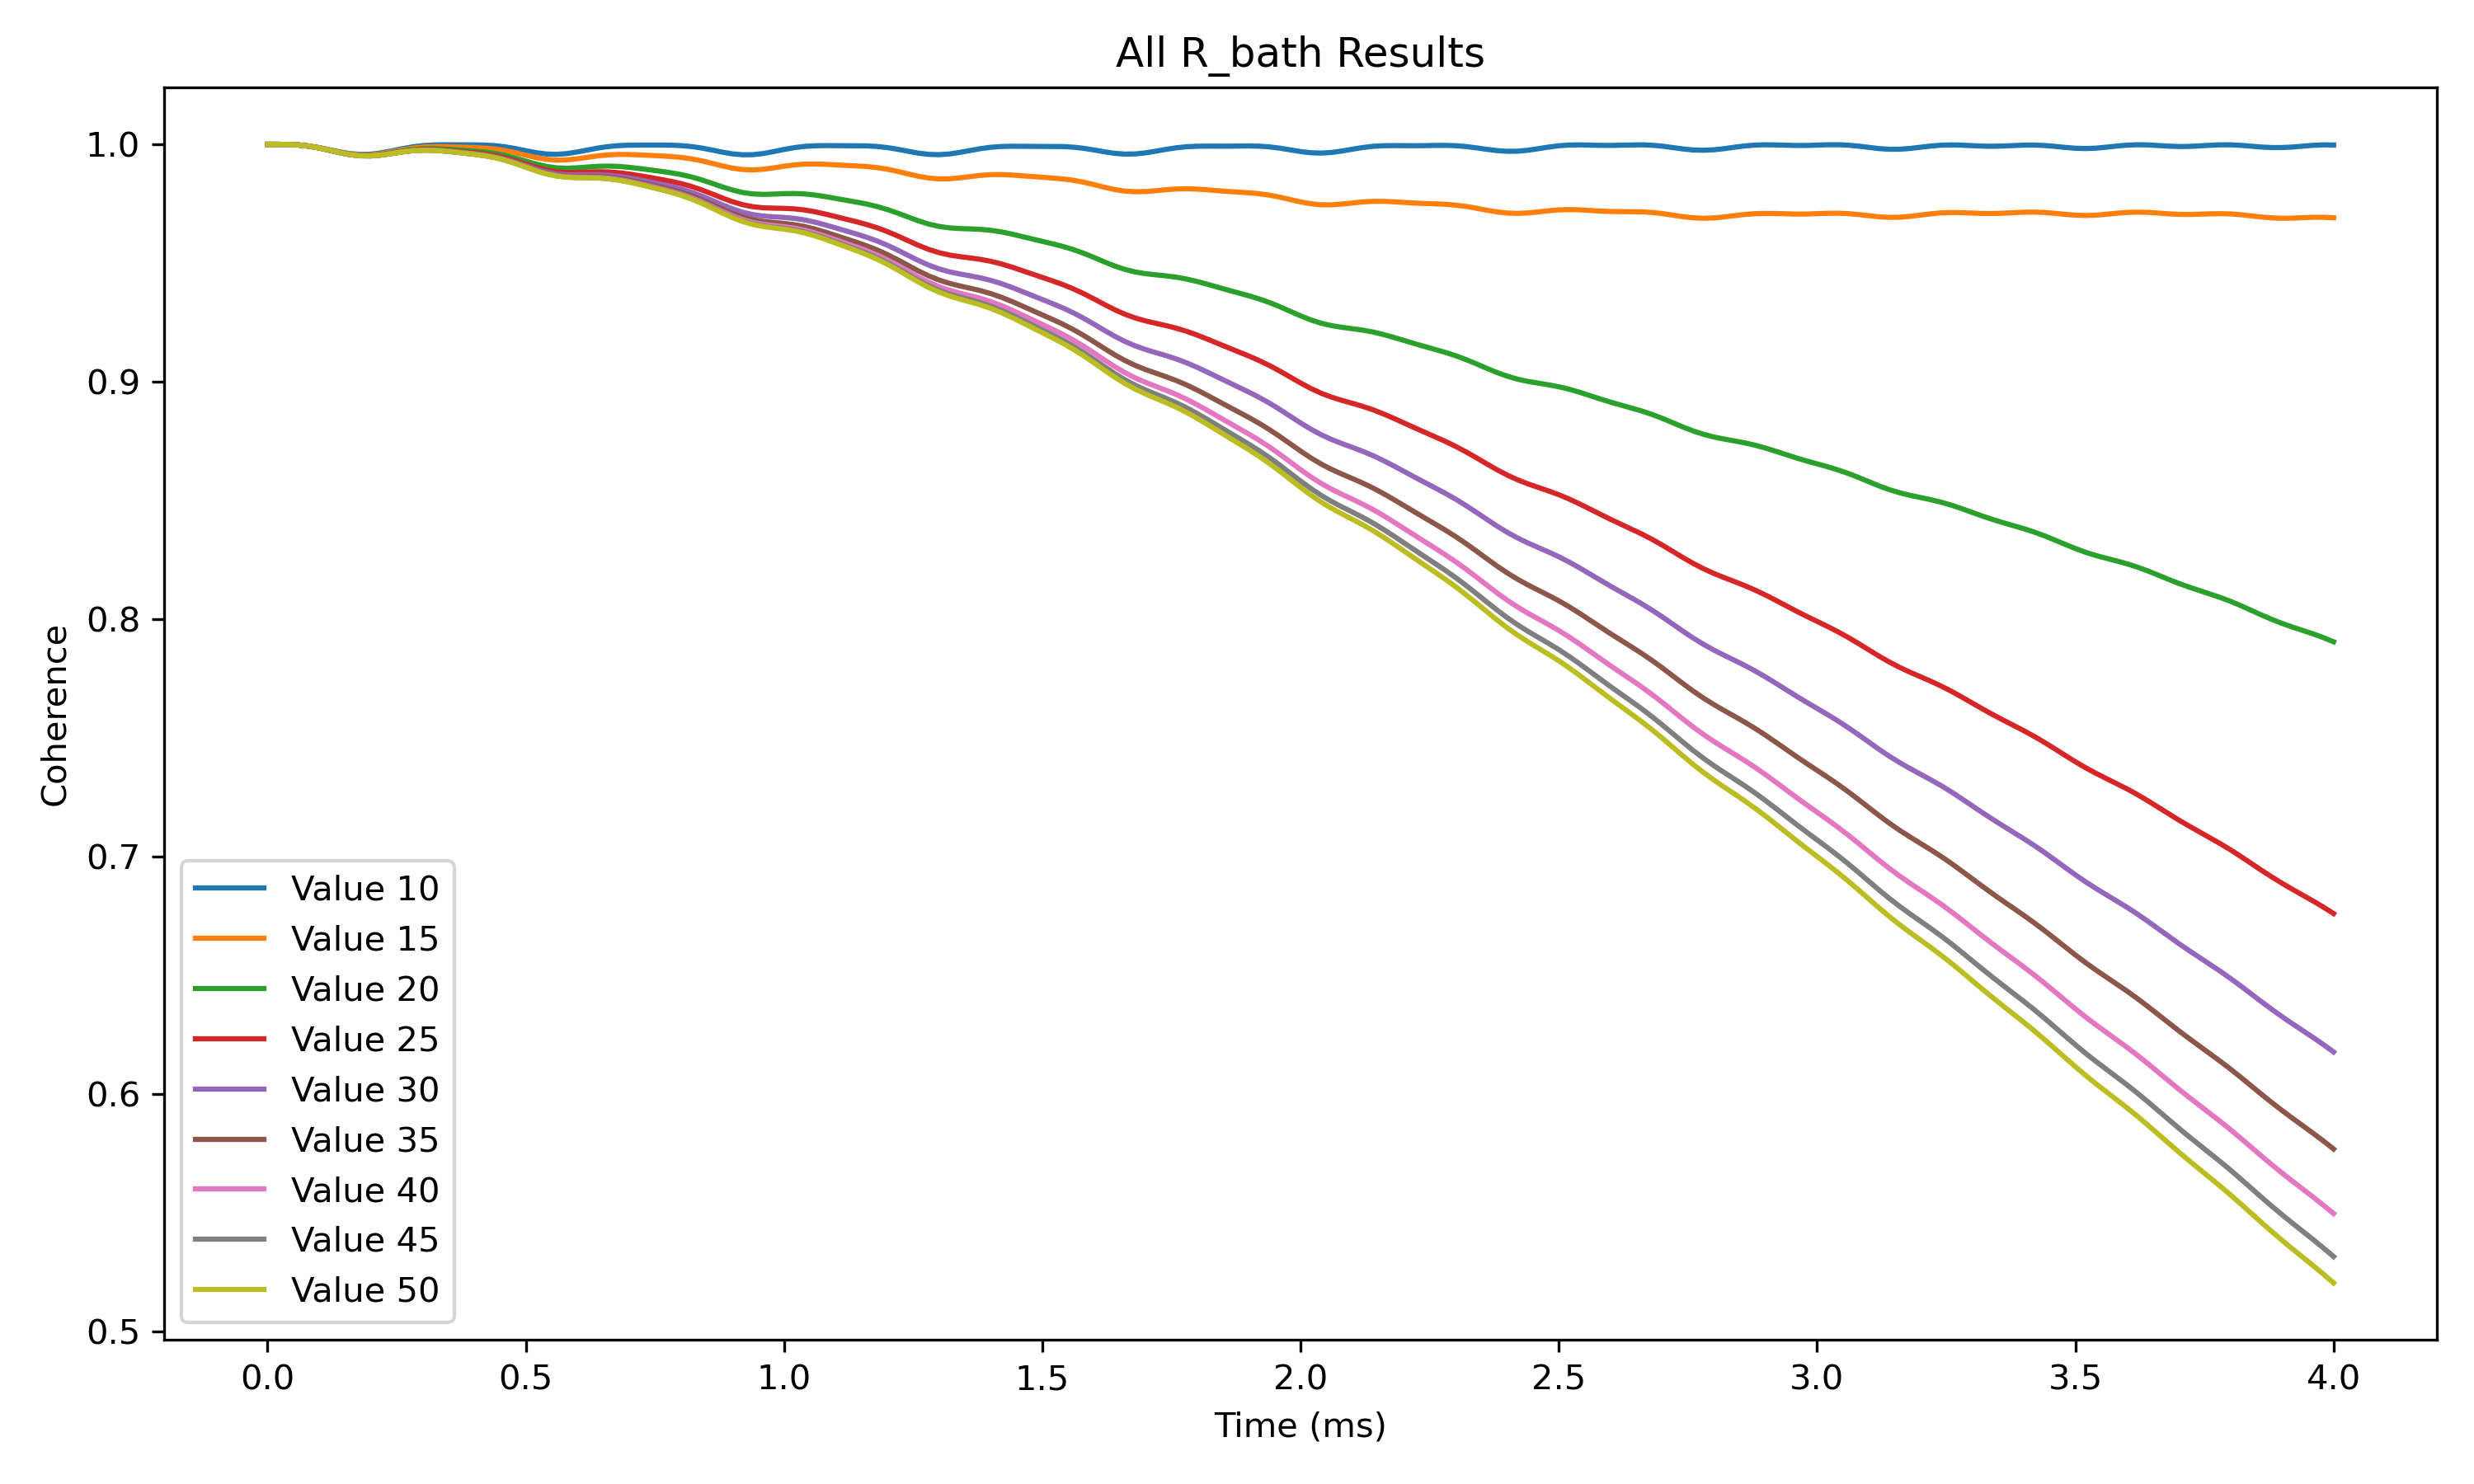 All R_bath Results
1.0
0.9
0.8
0.7
0.6
0.5
Coherence
Value 10
Value 15
Value 20
Value 25
Value 30
Value 35
Value 40
Value 45
Value 50
0.0 0.5 1.0 1.5 2.0 2.5 3.0 3.5 4.0
Time (ms)